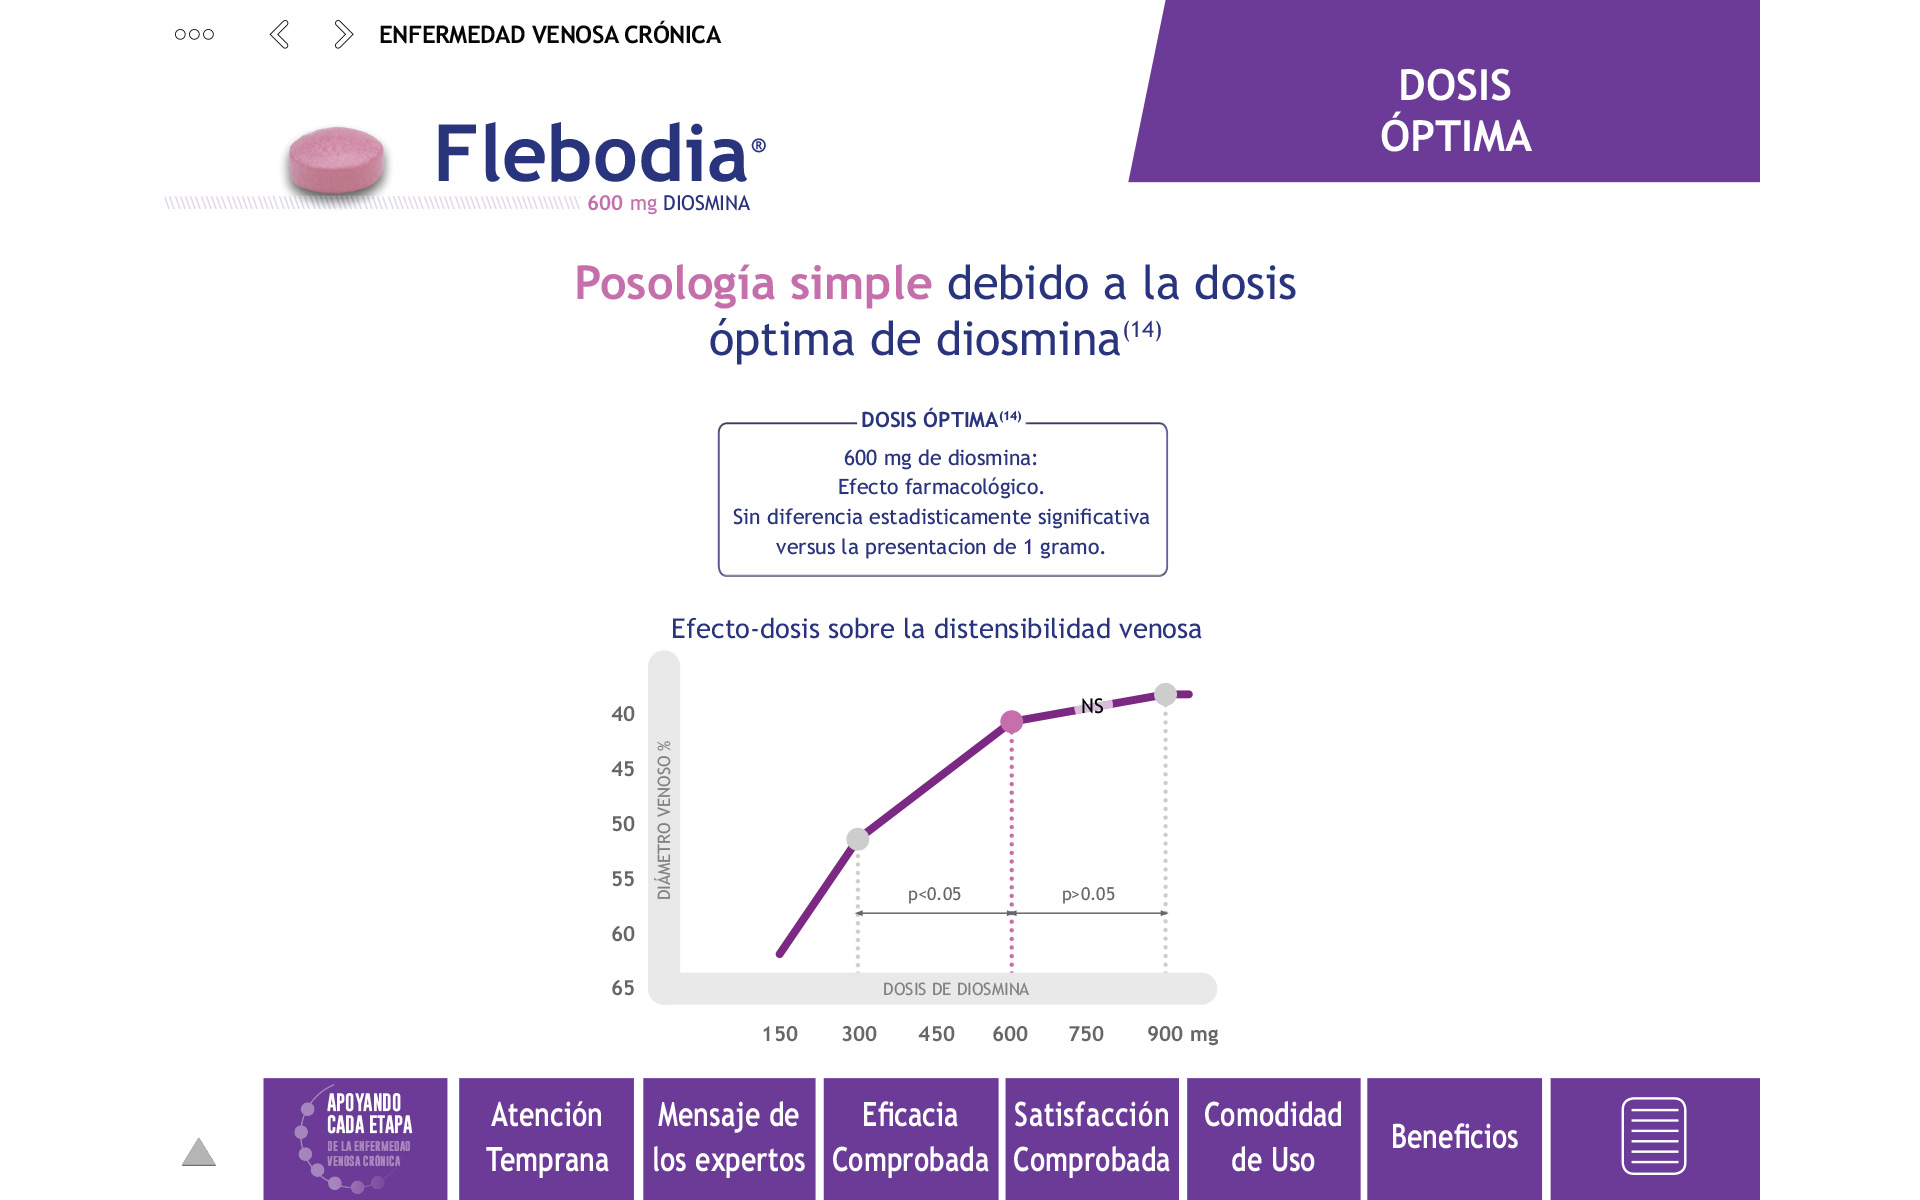 ENFERMEDAD VENOSA CRÓNICA
DOSIS
ÓPTIMA
Flebodia®
600 mg DIOSMINA
Posología simple debido a la dosis
óptima de diosmina(14)
DOSIS ÓPTIMA(14)
600 mg de diosmina:
Efecto farmacológico.
Sin diferencia estadisticamente significativa
versus la presentacion de 1 gramo.
Efecto-dosis sobre la distensibilidad venosa
40
45
50
55
60
65
DIÁMETRO VENOSO %
NS
p<0.05
p>0.05
DOSIS DE DIOSMINA
150 300 450 600 750 900 mg
APOYANDO
CADA ETAPA
DE LA ENFERMEDAD
VENOSA CRÓNICA
Atención
Temprana
Mensaje de
los expertos
Eficacia
Comprobada
Satisfacción
Comprobada
Comodidad
de Uso
Beneficios